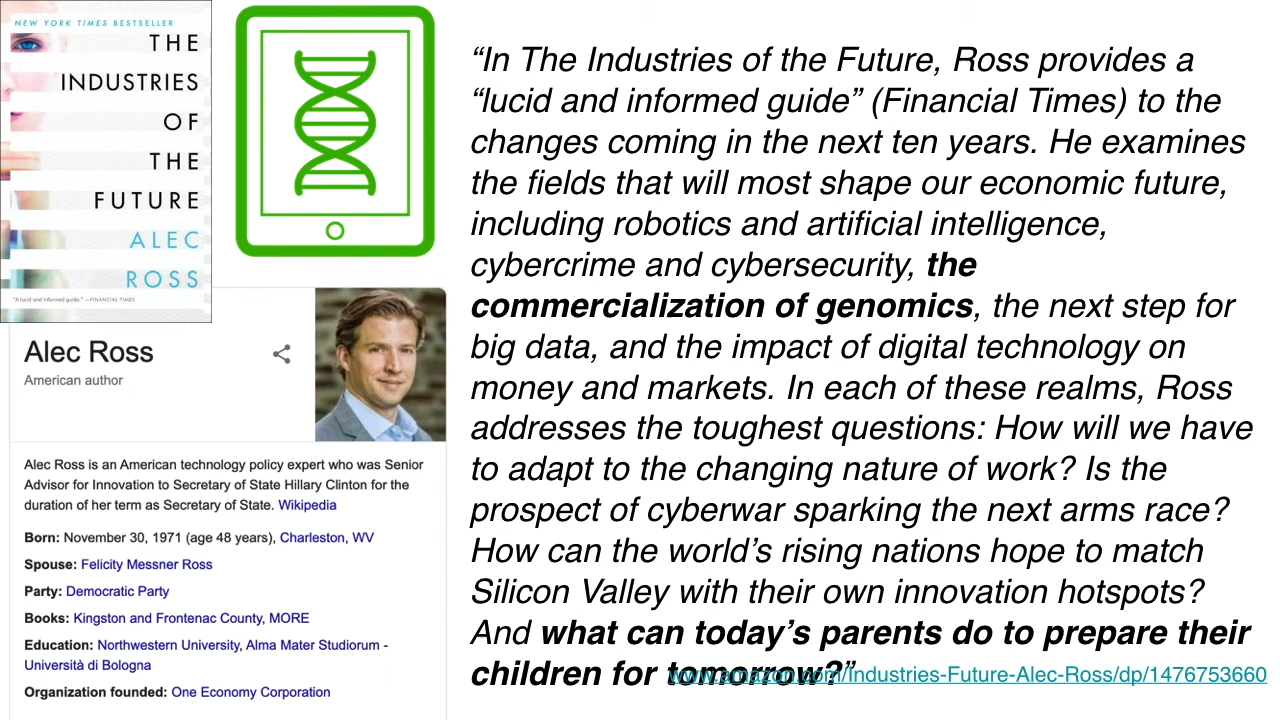 NEW YORK TIMES BESTSELLER
THE
INDUSTRIES
OF
THE
FUTURE
ALEC
ROSS
"A lucid and informed guide." —FINANCIAL TIMES
Alec Ross
American author
Alec Ross is an American technology policy expert who was Senior
Advisor for Innovation to Secretary of State Hillary Clinton for the
duration of her term as Secretary of State. Wikipedia
Born: November 30, 1971 (age 48 years), Charleston, WV
Spouse: Felicity Messner Ross
Party: Democratic Party
Books: Kingston and Frontenac County, MORE
Education: Northwestern University, Alma Mater Studiorum -
Università di Bologna
Organization founded: One Economy Corporation
“In The Industries of the Future, Ross provides a
“lucid and informed guide” (Financial Times) to the
changes coming in the next ten years. He examines
the fields that will most shape our economic future,
including robotics and artificial intelligence,
cybercrime and cybersecurity, the
commercialization of genomics, the next step for
big data, and the impact of digital technology on
money and markets. In each of these realms, Ross
addresses the toughest questions: How will we have
to adapt to the changing nature of work? Is the
prospect of cyberwar sparking the next arms race?
How can the world’s rising nations hope to match
Silicon Valley with their own innovation hotspots?
And what can today’s parents do to prepare their
children for tomorrow?”
www.amazon.com/Industries-Future-Alec-Ross/dp/1476753660